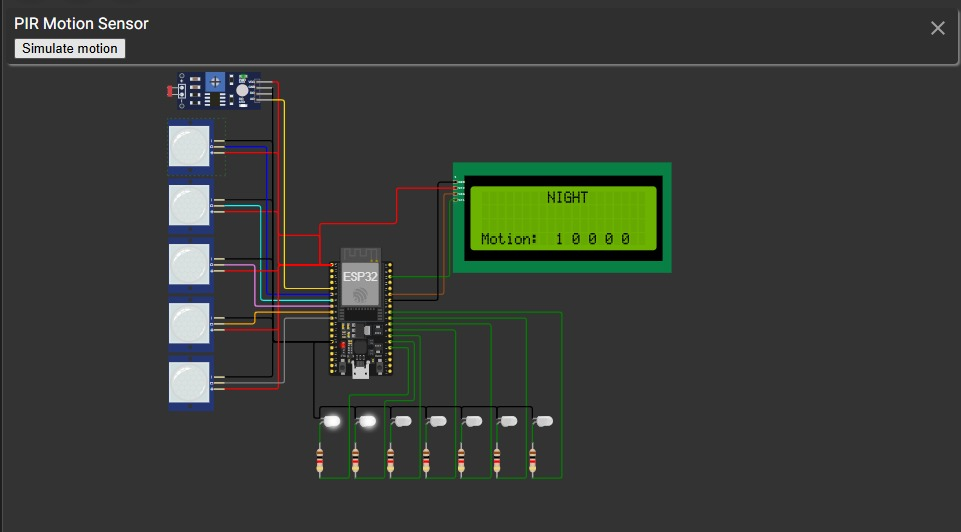 PIR Motion Sensor
Simulate motion
NIGHT
Motion: 1 0 0 0 0
ESP32